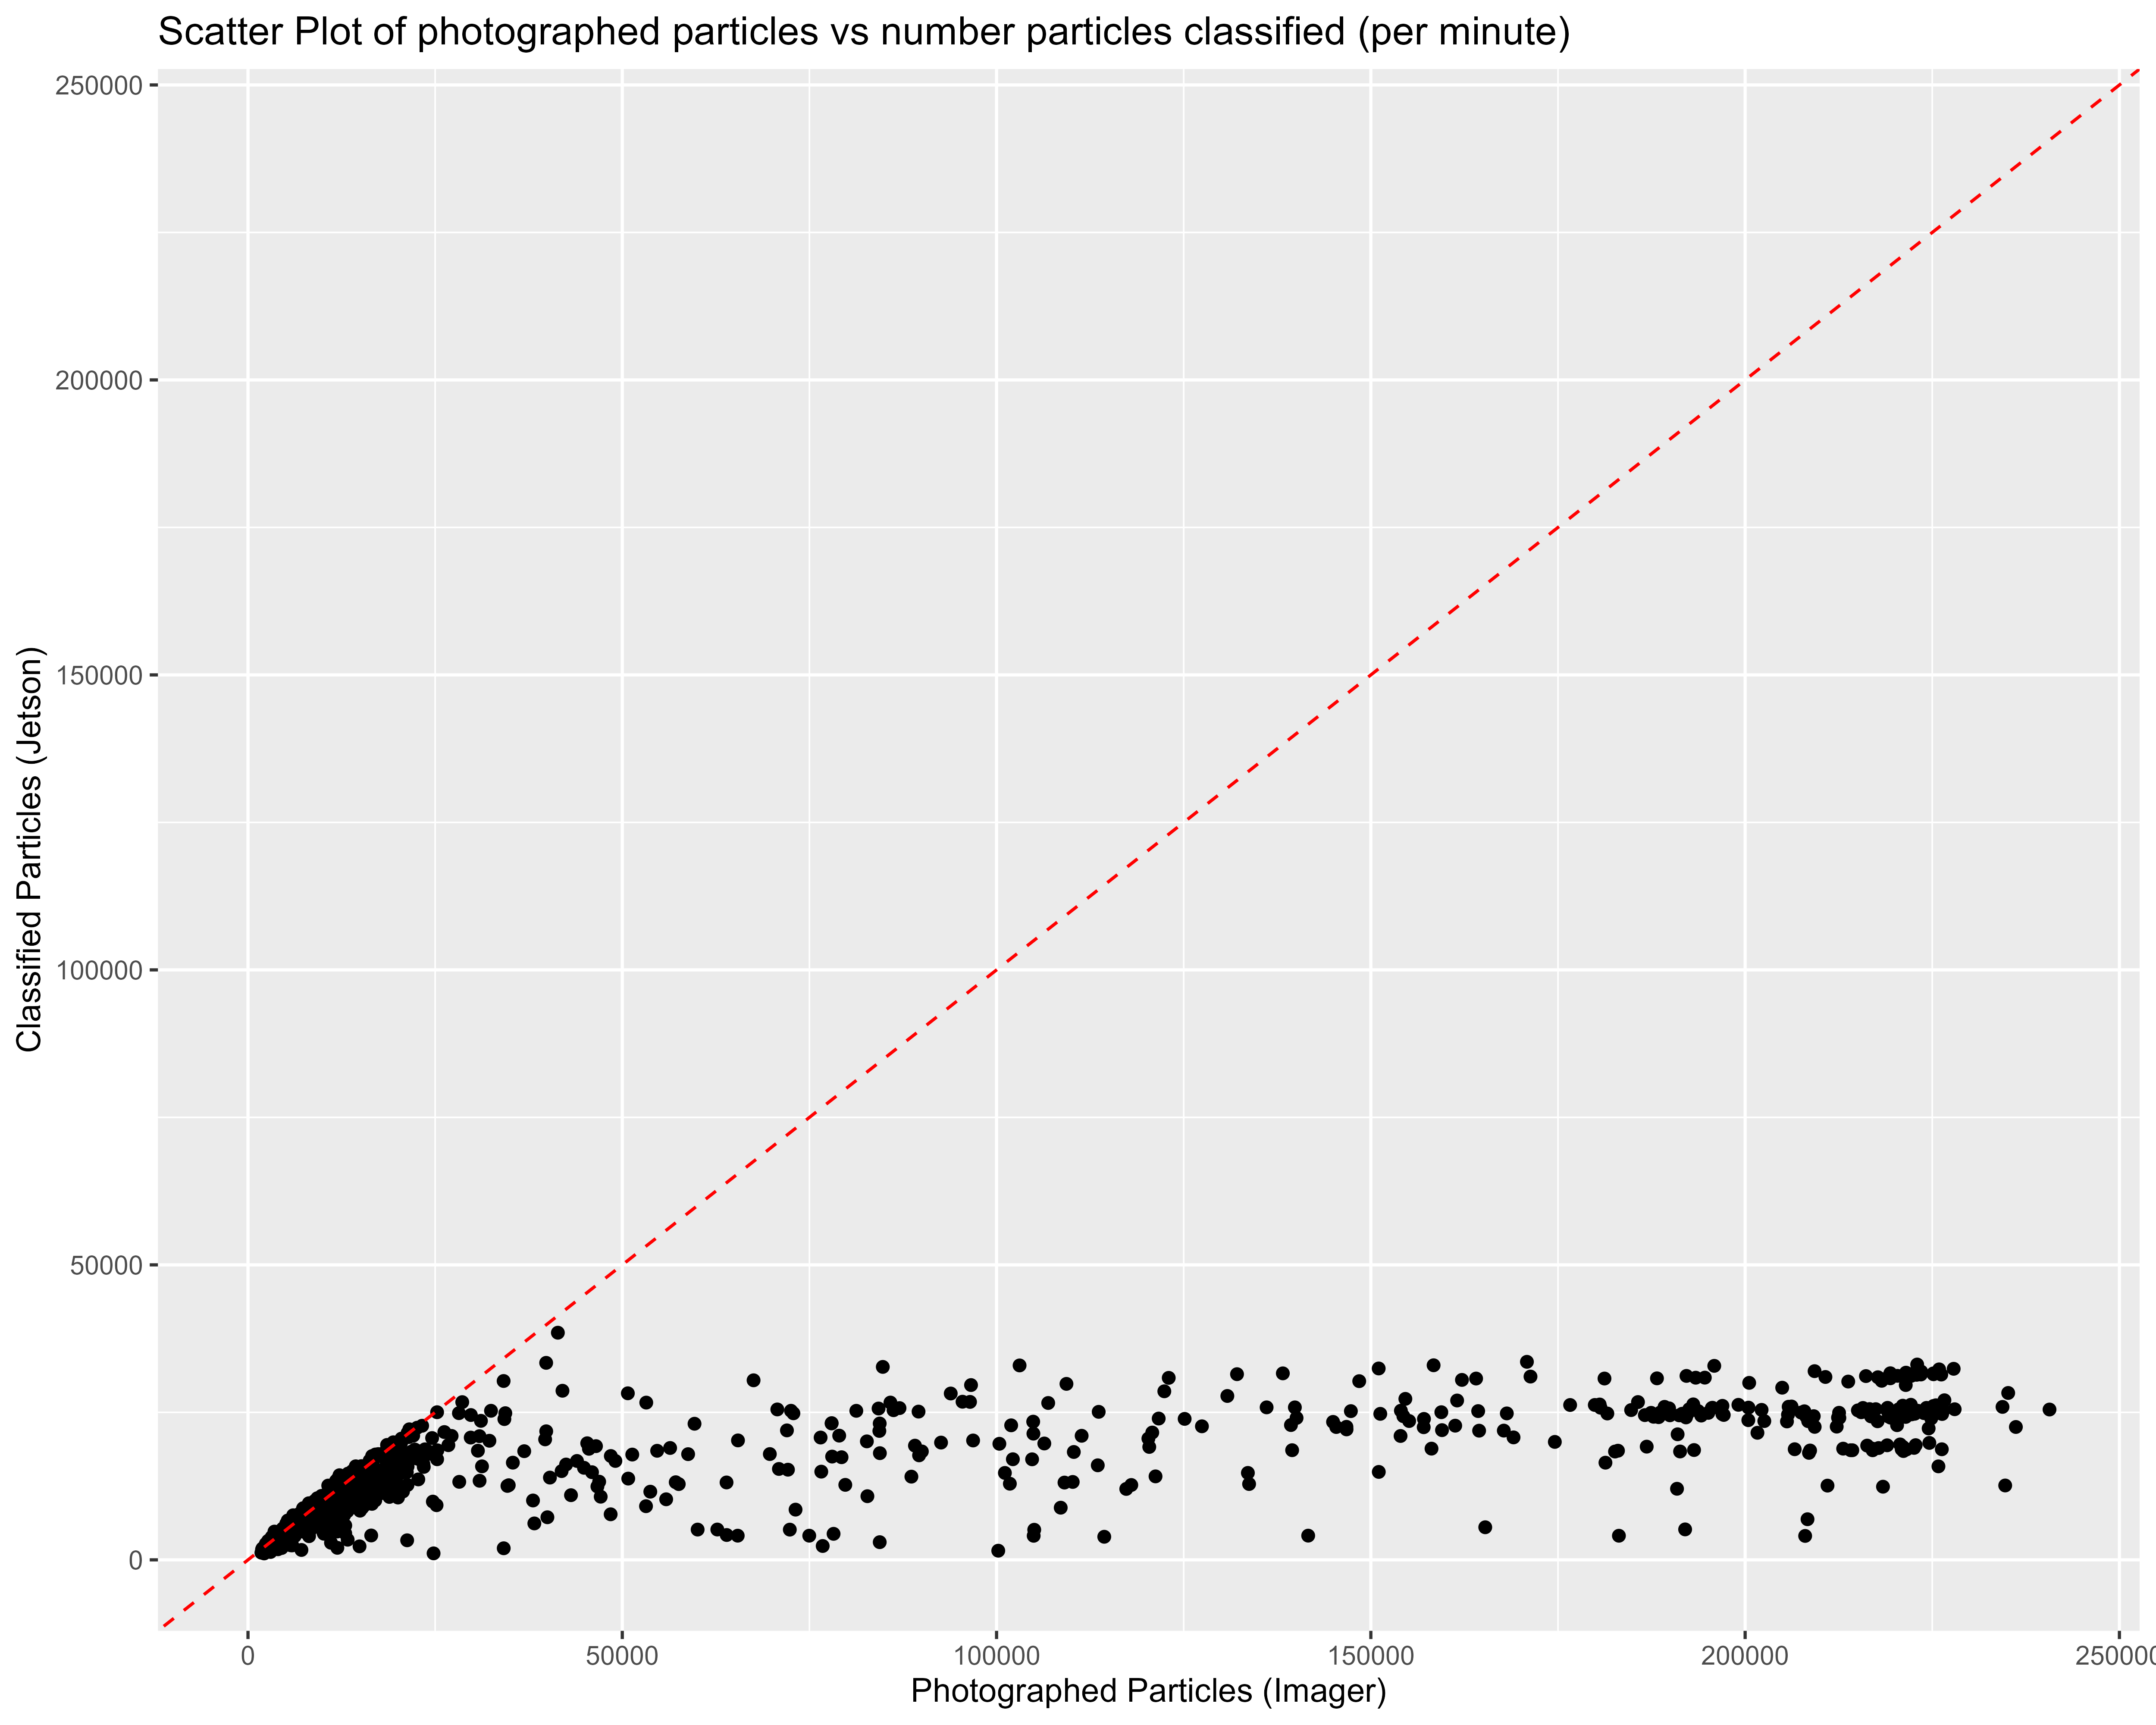 Scatter Plot of photographed particles vs number particles classified (per minute)
250000
200000
150000
100000
50000
0
Classified Particles (Jetson)
0 50000 100000 150000 200000 25000
Photographed Particles (Imager)